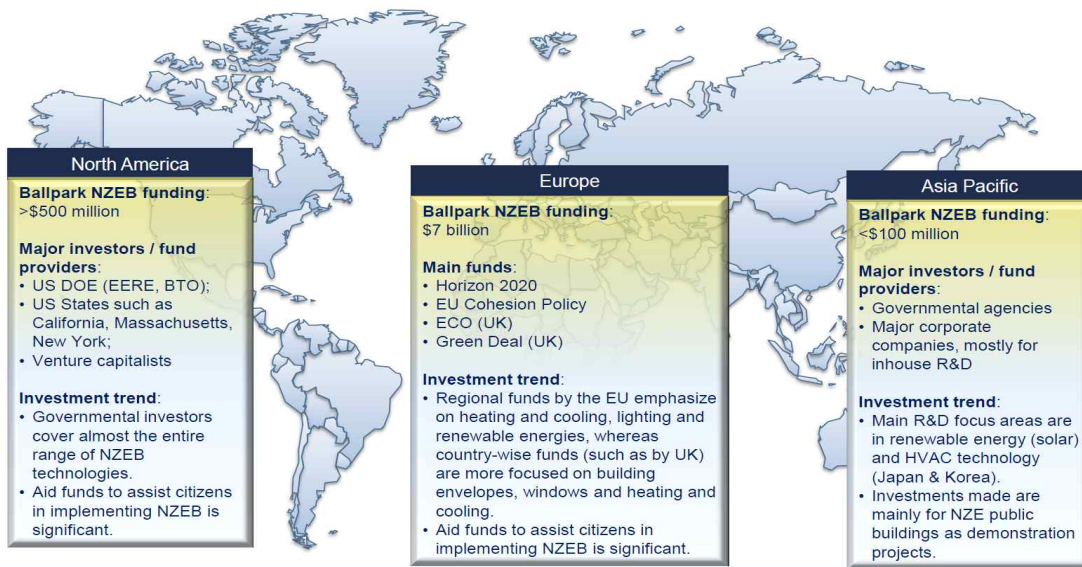 North America
Ballpark NZEB funding:
>$500 million
Major investors / fund
providers:
• US DOE (EERE, BTO);
• US States such as
California, Massachusetts,
New York;
• Venture capitalists
Investment trend:
• Governmental investors
cover almost the entire
range of NZEB
technologies.
• Aid funds to assist citizens
in implementing NZEB is
significant.
Europe
Ballpark NZEB funding:
$7 billion
Main funds:
• Horizon 2020
• EU Cohesion Policy
• ECO (UK)
• Green Deal (UK)
Investment trend:
• Regional funds by the EU emphasize
on heating and cooling, lighting and
renewable energies, whereas
country-wise funds (such as by UK)
are more focused on building
envelopes, windows and heating and
cooling.
• Aid funds to assist citizens in
implementing NZEB is significant.
Asia Pacific
Ballpark NZEB funding:
<$100 million
Major investors / fund
providers:
• Governmental agencies
• Major corporate
companies, mostly for
inhouse R&D
Investment trend:
• Main R&D focus areas are
in renewable energy (solar)
and HVAC technology
(Japan & Korea).
• Investments made are
mainly for NZE public
buildings as demonstration
projects.